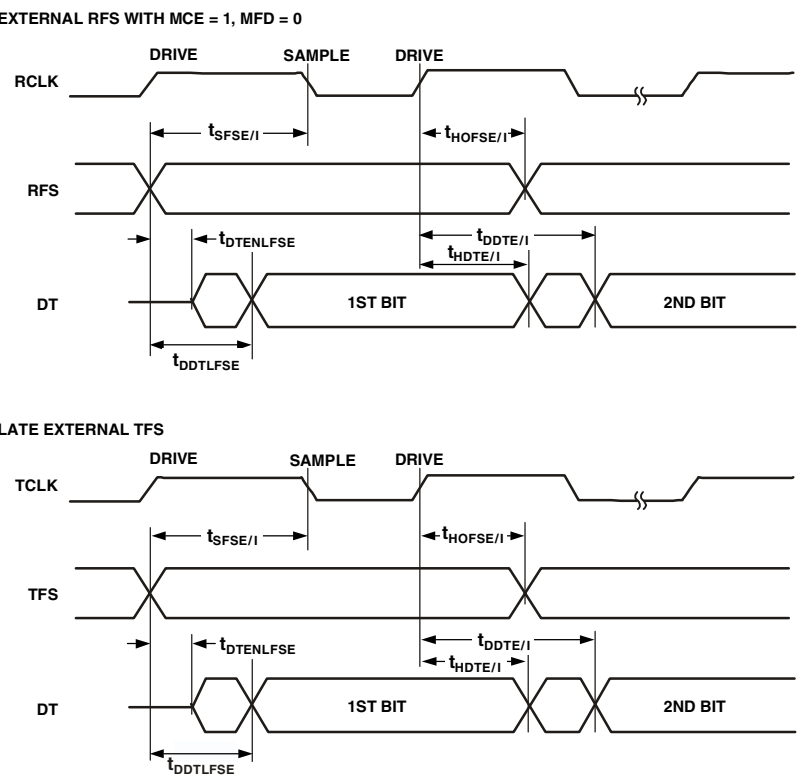 EXTERNAL RFS WITH MCE = 1, MFD = 0
DRIVE SAMPLE DRIVE
RCLK
tSFSE/I tHOFSE/I
RFS
tDTENLFSE tDDTE/I
tHDTE/I
DT 1ST BIT 2ND BIT
tDDTLFSE
LATE EXTERNAL TFS
DRIVE SAMPLE DRIVE
TCLK
tSFSE/I tHOFSE/I
TFS
tDTENLFSE tDDTE/I
tHDTE/I
DT 1ST BIT 2ND BIT
tDDTLFSE